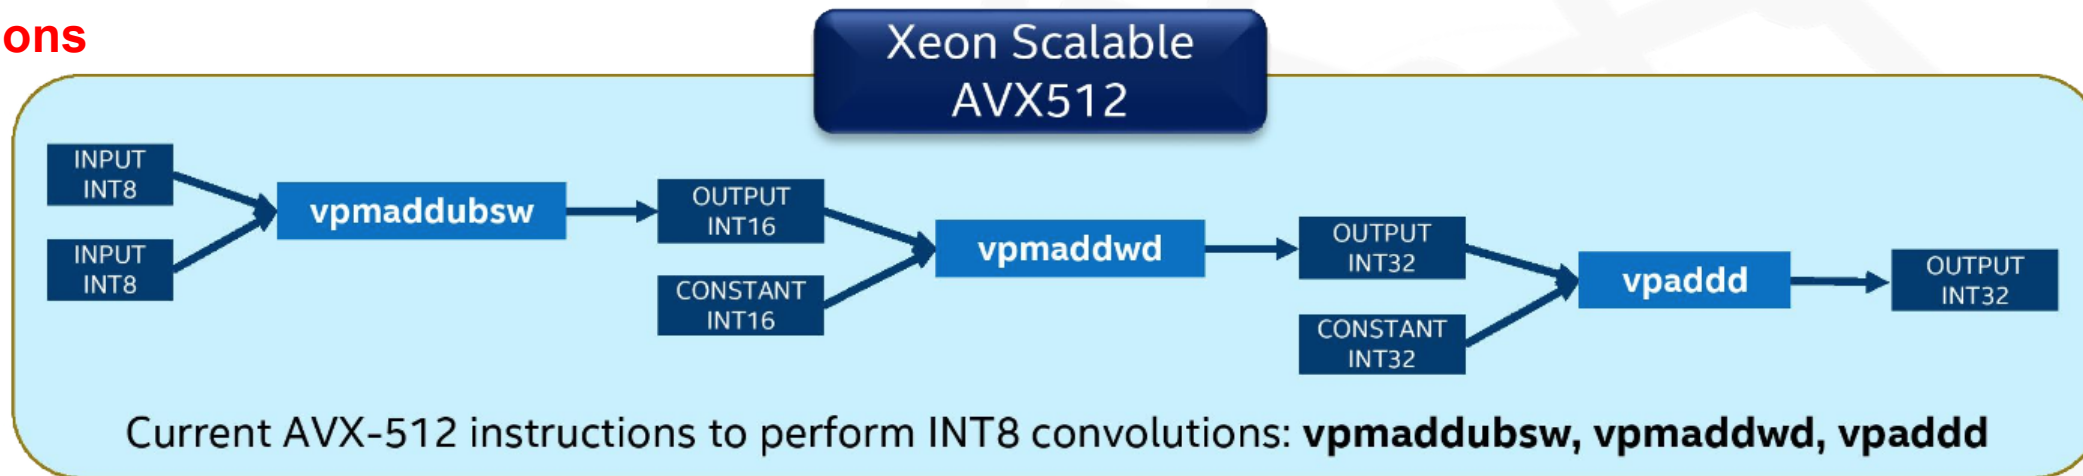 ons
Xeon Scalable
AVX512
INPUT
INT8
INPUT
INT8
vpmaddubsw
OUTPUT
INT16
CONSTANT
INT16
vpmaddwd
OUTPUT
INT32
CONSTANT
INT32
vpaddd
OUTPUT
INT32
Current AVX-512 instructions to perform INT8 convolutions: vpmaddubsw, vpmaddwd, vpaddd